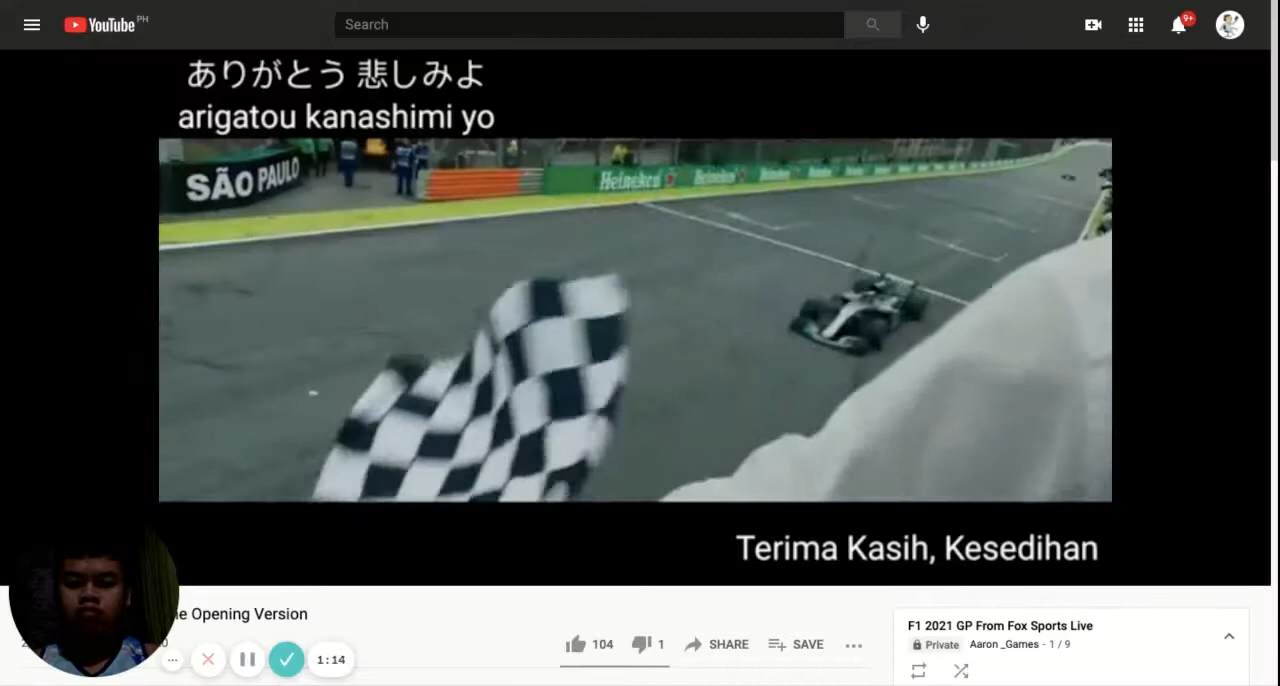 YouTube PH
Search
9+
ありがとう 悲しみよ
arigatou kanashimi yo
SÃO PAULO
Heineken
Heineken
Heineken
Terima Kasih, Kesedihan
Opening Version
104
1
SHARE
SAVE
F1 2021 GP From Fox Sports Live
Private
Aaron _Games - 1 / 9
1:14